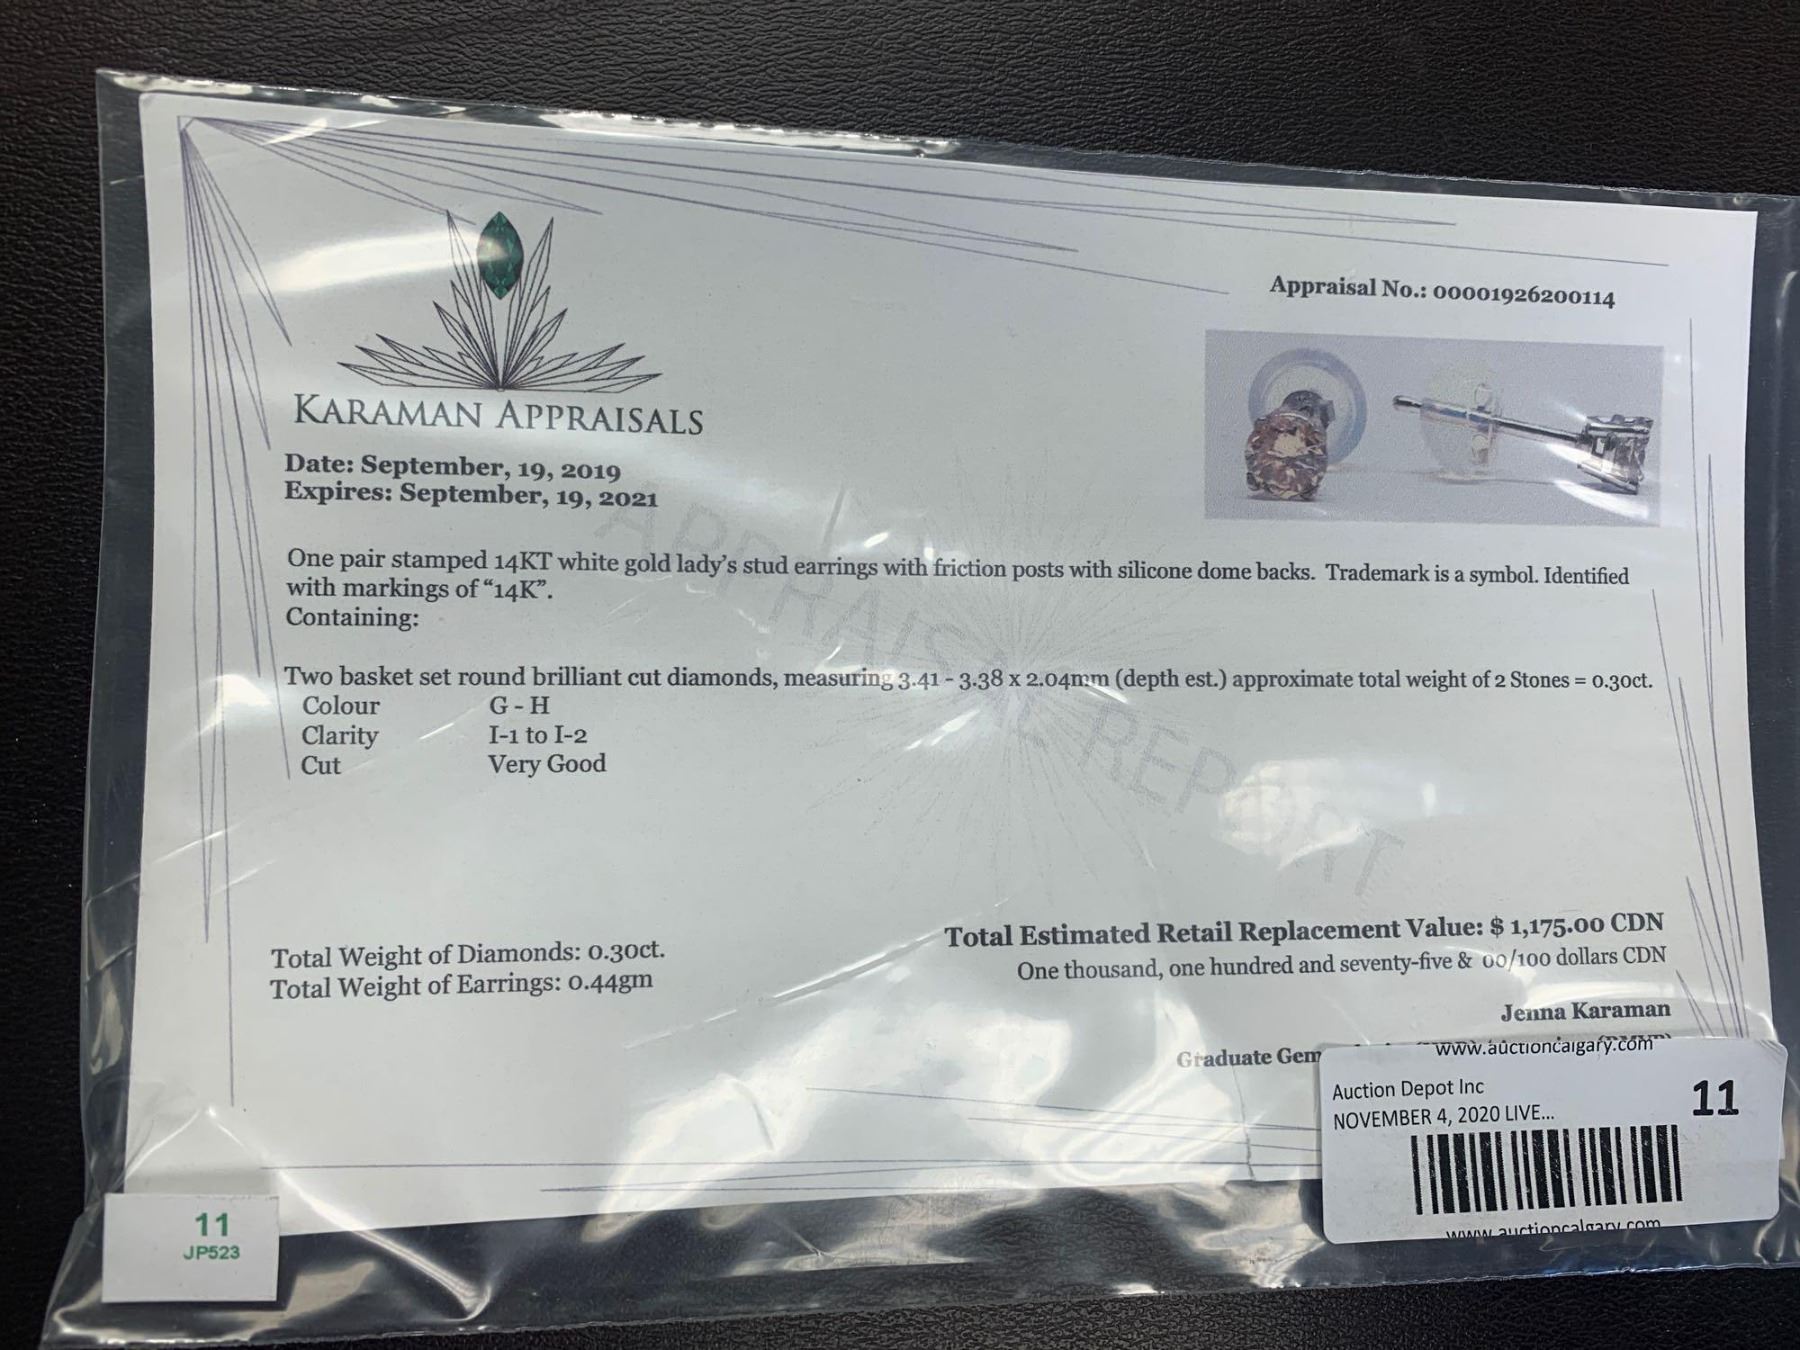 Appraisal No.: 00001926200114
KARAMAN APPRAISALS
Date: September, 19, 2019
Expires: September, 19, 2021
One pair stamped 14KT white gold lady's stud earrings with friction posts with silicone dome backs. Trademark is a symbol. Identified
with markings of "14K".
Containing:
Two basket set round brilliant cut diamonds, measuring 3.41 - 3.38 x 2.04mm (depth est.) approximate total weight of 2 Stones = 0.30ct.
Colour G - H
Clarity I-1 to I-2
Cut Very Good
APPRAISAL REPORT
Total Weight of Diamonds: 0.30ct.
Total Weight of Earrings: 0.44gm
Total Estimated Retail Replacement Value: $ 1,175.00 CDN
One thousand, one hundred and seventy-five & 00/100 dollars CDN
Jenna Karaman
Graduate Gem
www.auctioncalgary.com
Auction Depot Inc
11
NOVEMBER 4, 2020 LIVE...
www.auctioncalgary.com
11
JP523